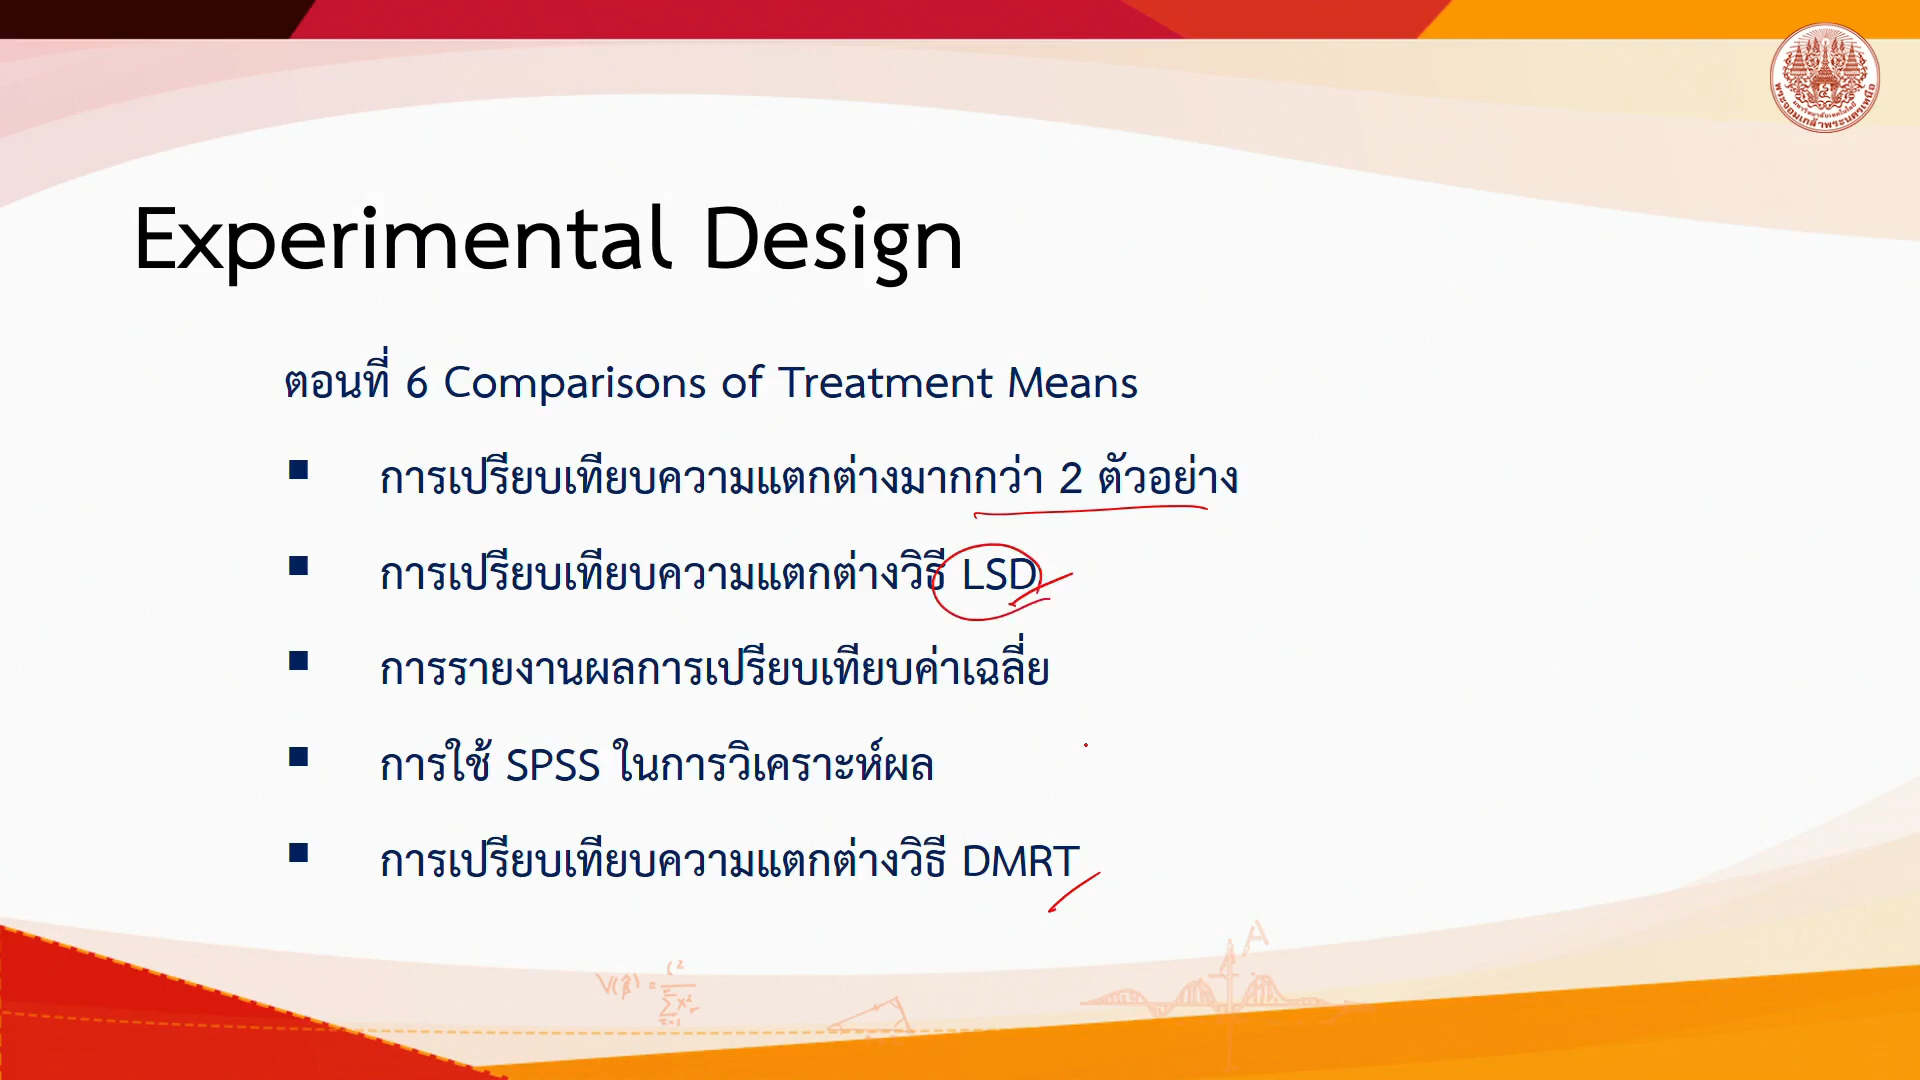 Experimental Design
ตอนที่ 6 Comparisons of Treatment Means
▪ การเปรียบเทียบความแตกต่างมากกว่า 2 ตัวอย่าง
▪ การเปรียบเทียบความแตกต่างวิธี LSD
▪ การรายงานผลการเปรียบเทียบค่าเฉลี่ย
▪ การใช้ SPSS ในการวิเคราะห์ผล
▪ การเปรียบเทียบความแตกต่างวิธี DMRT
A